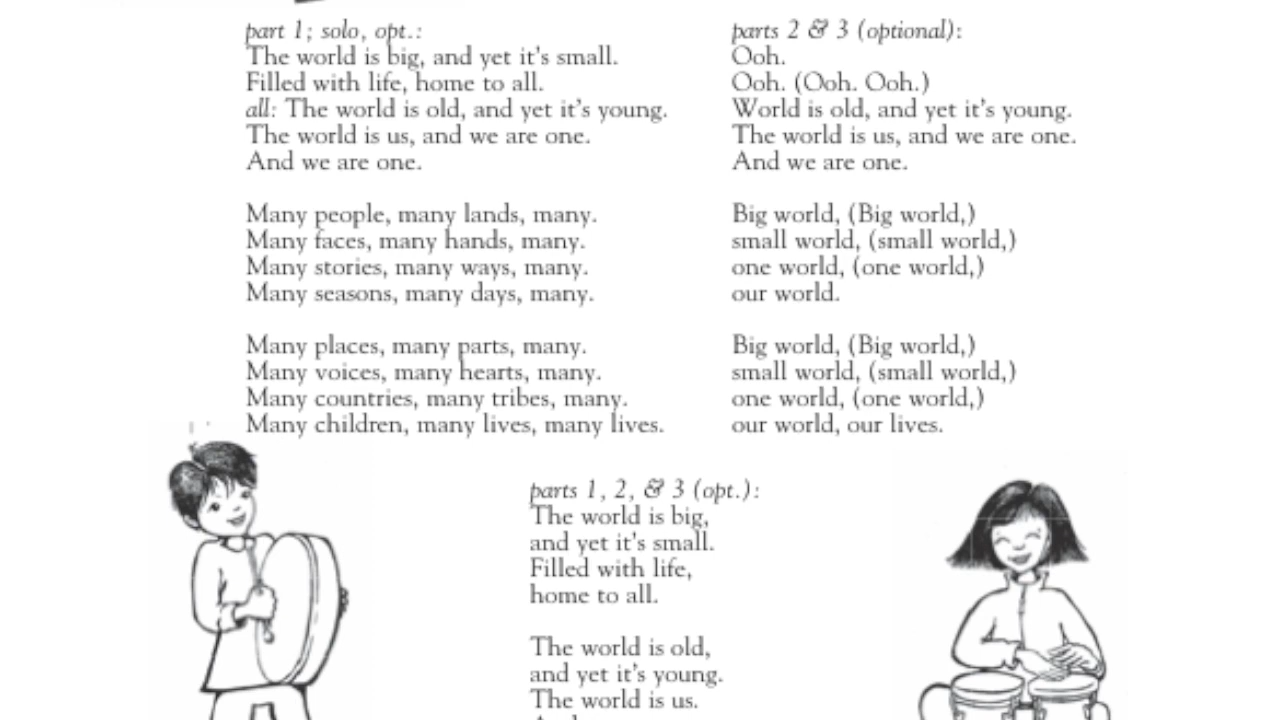 part 1; solo, opt.:
The world is big, and yet it's small.
Filled with life, home to all.
all: The world is old, and yet it's young.
The world is us, and we are one.
And we are one.
Many people, many lands, many.
Many faces, many hands, many.
Many stories, many ways, many.
Many seasons, many days, many.
Many places, many parts, many.
Many voices, many hearts, many.
Many countries, many tribes, many.
Many children, many lives, many lives.
parts 2 & 3 (optional):
Ooh.
Ooh. (Ooh. Ooh.)
World is old, and yet it's young.
The world is us, and we are one.
And we are one.
Big world, (Big world,)
small world, (small world,)
one world, (one world,)
our world.
Big world, (Big world,)
small world, (small world,)
one world, (one world,)
our world, our lives.
parts 1, 2, & 3 (opt.):
The world is big,
and yet it's small.
Filled with life,
home to all.
The world is old,
and yet it's young.
The world is us.